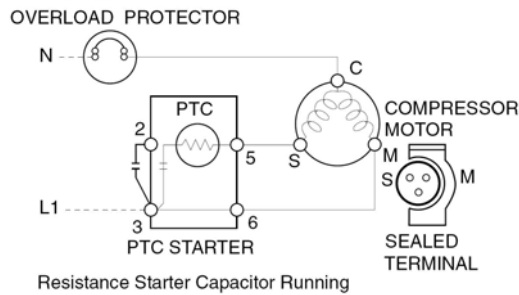 OVERLOAD PROTECTOR
N
C
PTC
COMPRESSOR
MOTOR
2
5
S
M
S
M
L1
3
6
PTC STARTER
SEALED
TERMINAL
Resistance Starter Capacitor Running